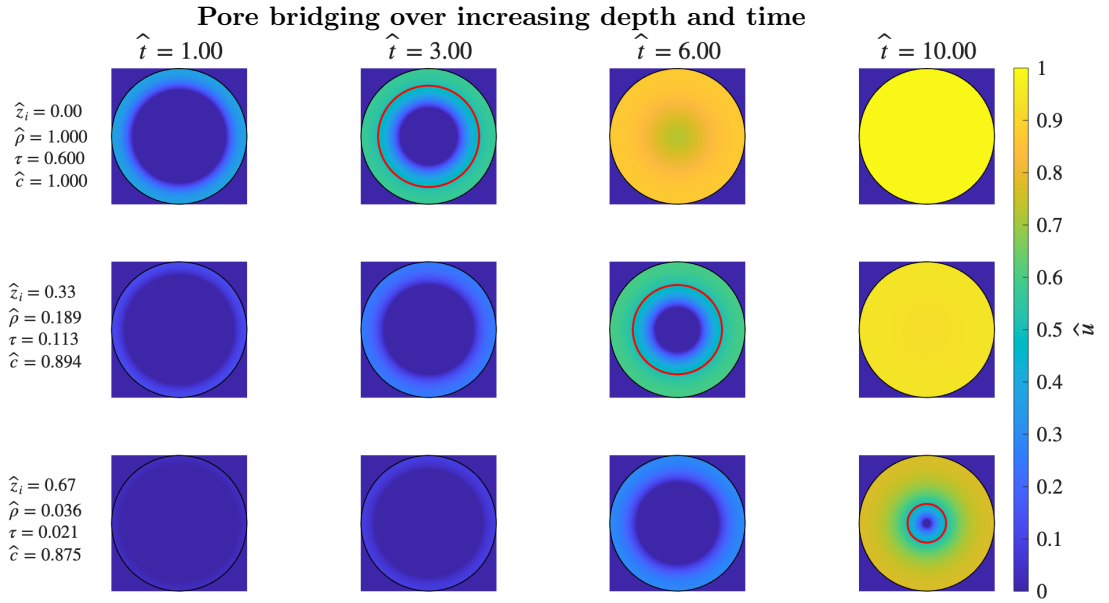 Pore bridging over increasing depth and time
t̂ = 1.00
t̂ = 3.00
t̂ = 6.00
t̂ = 10.00
ẑᵢ = 0.00
ρ̂ = 1.000
τ = 0.600
ĉ = 1.000
ẑᵢ = 0.33
ρ̂ = 0.189
τ = 0.113
ĉ = 0.894
ẑᵢ = 0.67
ρ̂ = 0.036
τ = 0.021
ĉ = 0.875
1
0.9
0.8
0.7
0.6
0.5
0.4
0.3
0.2
0.1
0
û